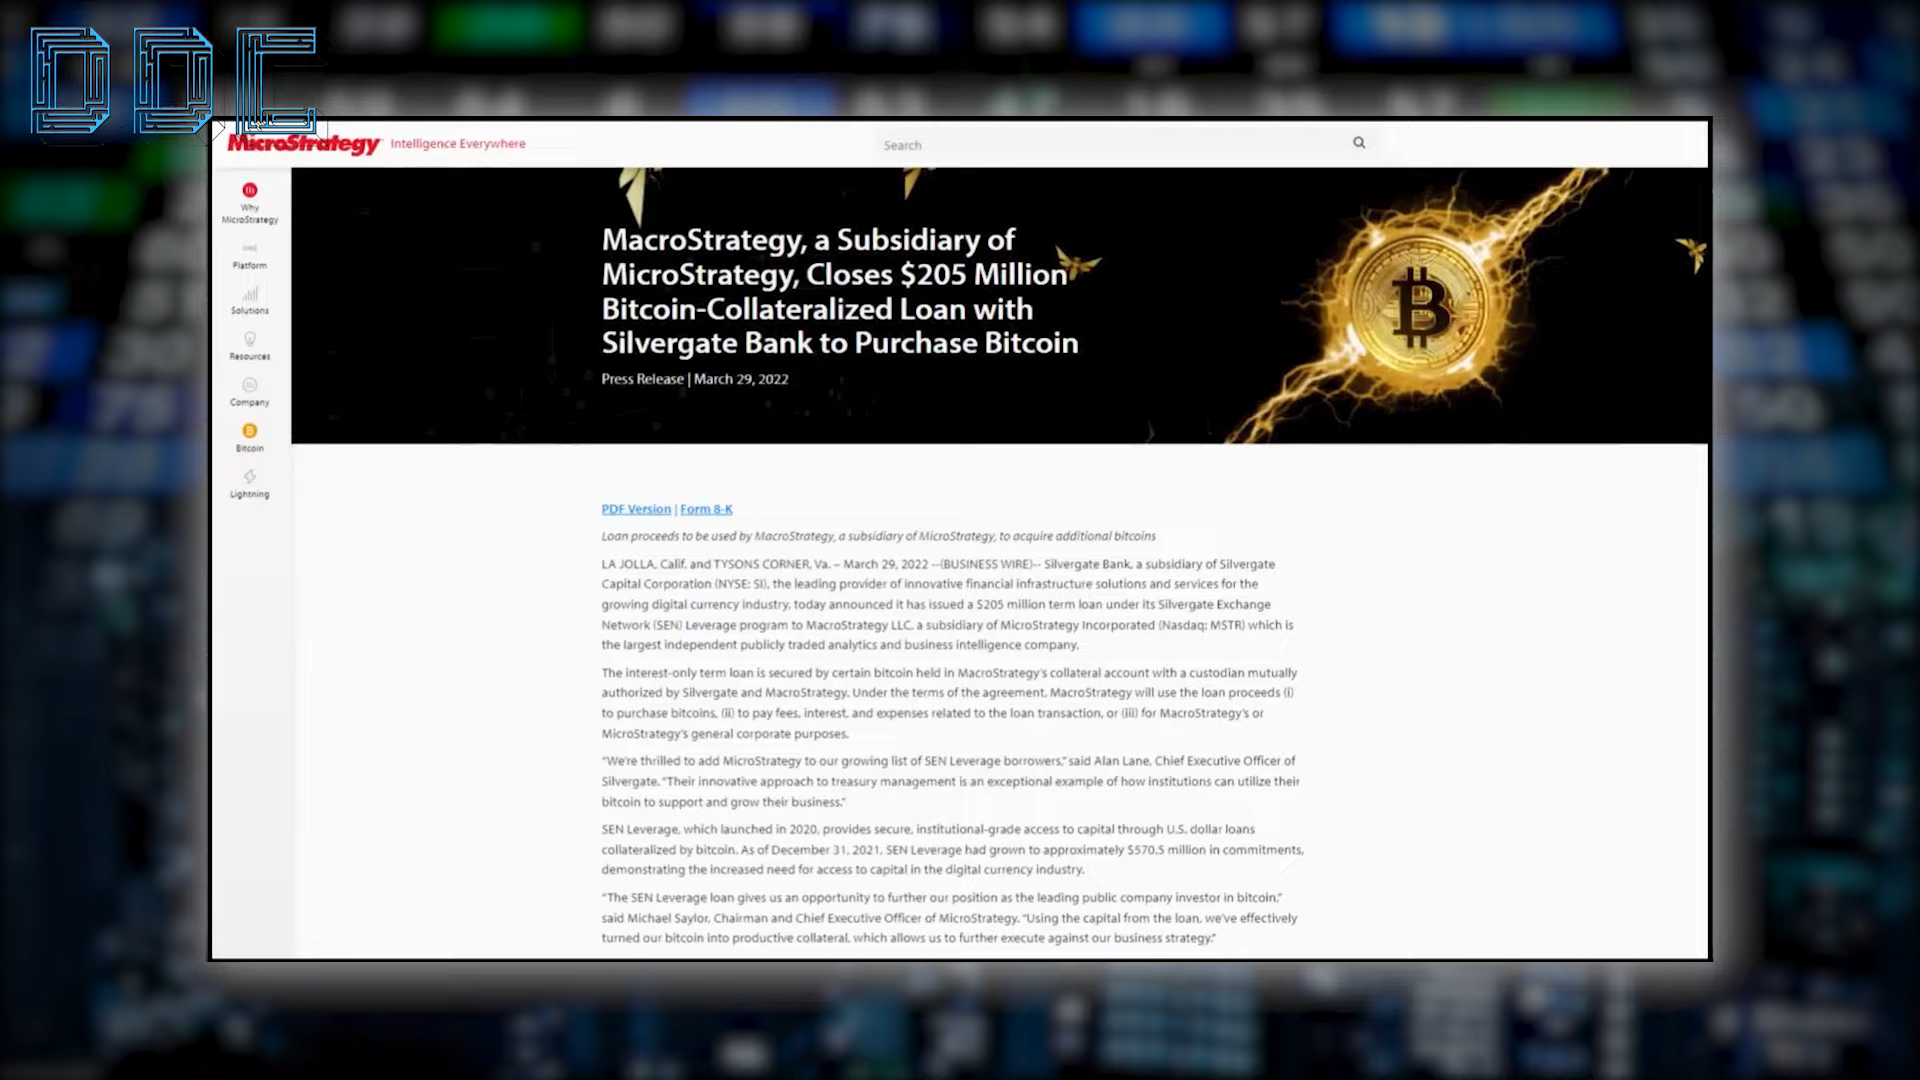 DDC
MicroStrategy Intelligence Everywhere
Search
Why
MicroStrategy
Platform
Solutions
Resources
Company
Bitcoin
Lightning
MacroStrategy, a Subsidiary of
MicroStrategy, Closes $205 Million
Bitcoin-Collateralized Loan with
Silvergate Bank to Purchase Bitcoin
Press Release | March 29, 2022
PDF Version | Form 8-K
Loan proceeds to be used by MacroStrategy, a subsidiary of MicroStrategy, to acquire additional bitcoins
LA JOLLA, Calif. and TYSONS CORNER, Va. – March 29, 2022 --(BUSINESS WIRE)-- Silvergate Bank, a subsidiary of Silvergate
Capital Corporation (NYSE: SI), the leading provider of innovative financial infrastructure solutions and services for the
growing digital currency industry, today announced it has issued a $205 million term loan under its Silvergate Exchange
Network (SEN) Leverage program to MacroStrategy LLC, a subsidiary of MicroStrategy Incorporated (Nasdaq: MSTR) which is
the largest independent publicly traded analytics and business intelligence company.
The interest-only term loan is secured by certain bitcoin held in MacroStrategy's collateral account with a custodian mutually
authorized by Silvergate and MacroStrategy. Under the terms of the agreement, MacroStrategy will use the loan proceeds (i)
to purchase bitcoins, (ii) to pay fees, interest, and expenses related to the loan transaction, or (iii) for MacroStrategy's or
MicroStrategy's general corporate purposes.
"We're thrilled to add MicroStrategy to our growing list of SEN Leverage borrowers," said Alan Lane, Chief Executive Officer of
Silvergate. "Their innovative approach to treasury management is an exceptional example of how institutions can utilize their
bitcoin to support and grow their business."
SEN Leverage, which launched in 2020, provides secure, institutional-grade access to capital through U.S. dollar loans
collateralized by bitcoin. As of December 31, 2021, SEN Leverage had grown to approximately $570.5 million in commitments,
demonstrating the increased need for access to capital in the digital currency industry.
"The SEN Leverage loan gives us an opportunity to further our position as the leading public company investor in bitcoin,"
said Michael Saylor, Chairman and Chief Executive Officer of MicroStrategy. "Using the capital from the loan, we've effectively
turned our bitcoin into productive collateral, which allows us to further execute against our business strategy."